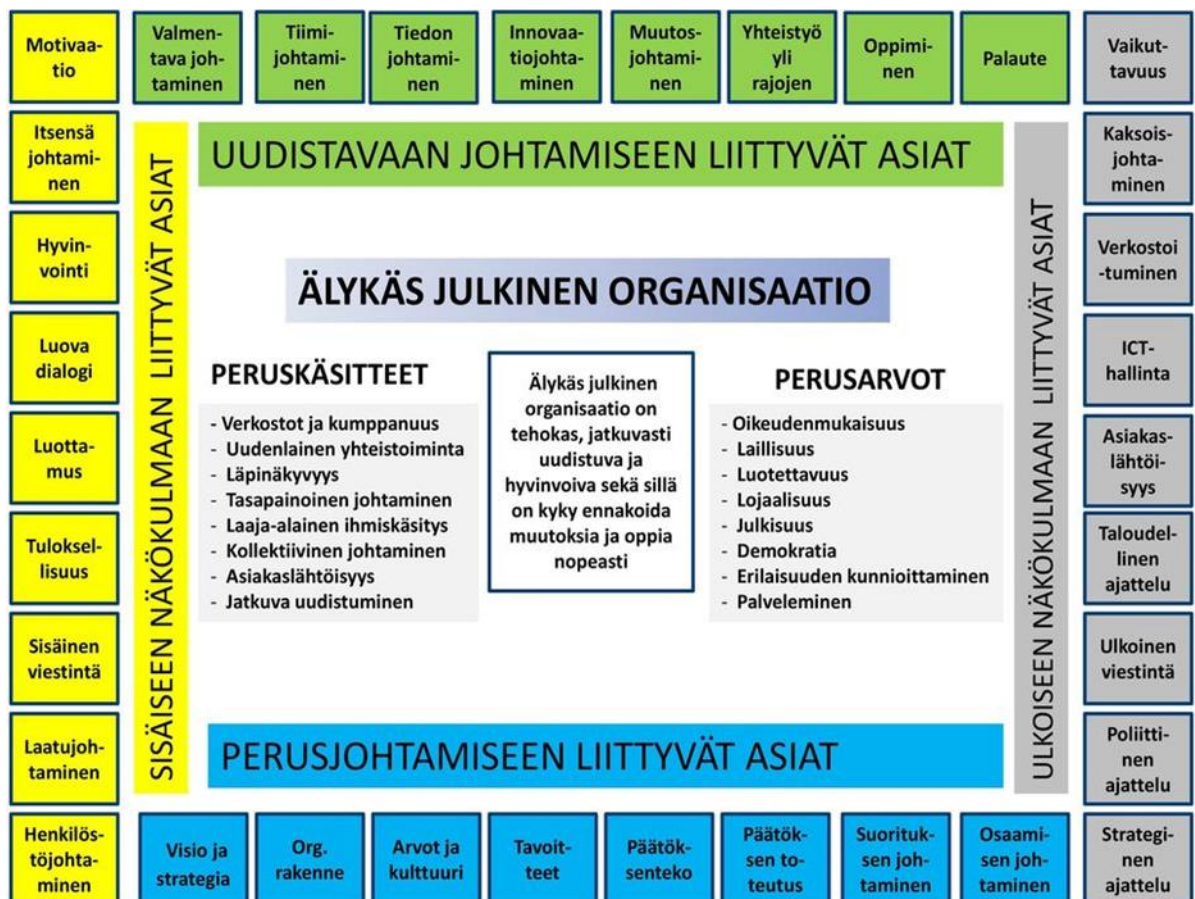 Motivaa-
tio
Valmen-
tava joh-
taminen
Tiimi-
johtami-
nen
Tiedon
johtami-
nen
Innovaa-
tiojohta-
minen
Muutos-
johtami-
nen
Yhteistyö
yli
rajojen
Oppimi-
nen
Palaute
Vaikut-
tavuus
Itsensä
johtami-
nen
Hyvin-
vointi
Luova
dialogi
Luotta-
mus
Tuloksel-
lisuus
Sisäinen
viestintä
Laatujoh-
taminen
Henkilös-
töjohta-
minen
SISÄISEEN NÄKÖKULMAAN LIITTYVÄT ASIAT
UUDISTAVAAN JOHTAMISEEN LIITTYVÄT ASIAT
ÄLYKÄS JULKINEN ORGANISAATIO
PERUSKÄSITTEET
- Verkostot ja kumppanuus
- Uudenlainen yhteistoiminta
- Läpinäkyvyys
- Tasapainoinen johtaminen
- Laaja-alainen ihmiskäsitys
- Kollektiivinen johtaminen
- Asiakaslähtöisyys
- Jatkuva uudistuminen
Älykäs julkinen
organisaatio on
tehokas, jatkuvasti
uudistuva ja
hyvinvoiva sekä sillä
on kyky ennakoida
muutoksia ja oppia
nopeasti
PERUSARVOT
- Oikeudenmukaisuus
- Laillisuus
- Luotettavuus
- Lojaalisuus
- Julkisuus
- Demokratia
- Erilaisuuden kunnioittaminen
- Palveleminen
PERUSJOHTAMISEEN LIITTYVÄT ASIAT
ULKOISEEN NÄKÖKULMAAN LIITTYVÄT ASIAT
Kaksois-
johta-
minen
Verkostoi
-tuminen
ICT-
hallinta
Asiakas-
lähtöi-
syys
Taloudel-
linen
ajattelu
Ulkoinen
viestintä
Poliitti-
nen
ajattelu
Strategi-
nen
ajattelu
Visio ja
strategia
Org.
rakenne
Arvot ja
kulttuuri
Tavoit-
teet
Päätök-
senteko
Päätök-
sen to-
teutus
Suorituk-
sen joh-
taminen
Osaami-
sen joh-
taminen